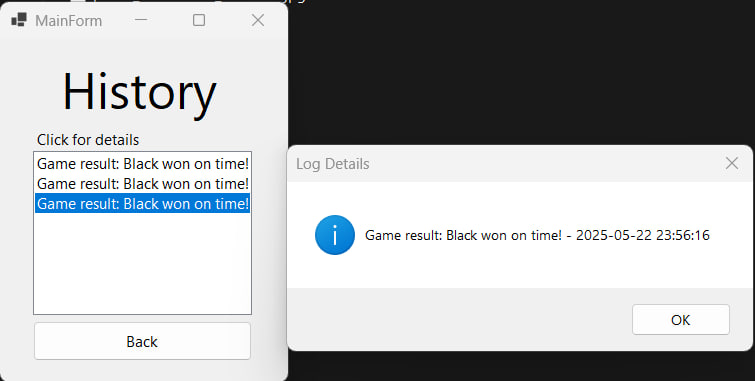 MainForm
History
Click for details
Game result: Black won on time!
Game result: Black won on time!
Game result: Black won on time!
Back
Log Details
Game result: Black won on time! - 2025-05-22 23:56:16
OK